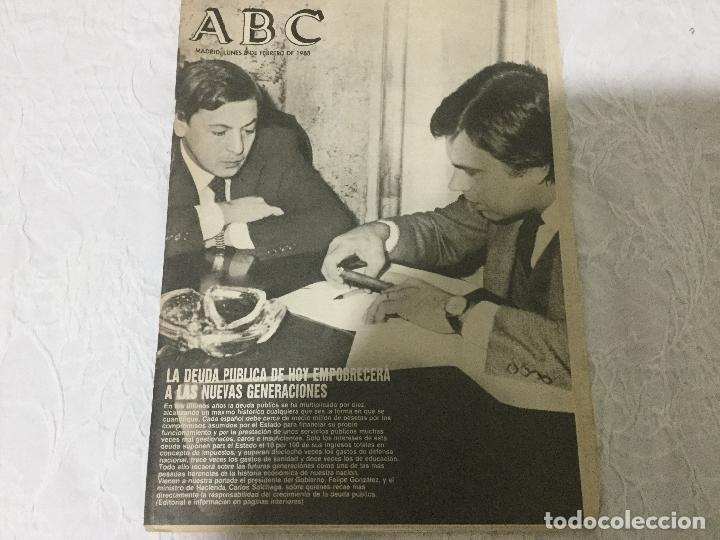 ABC
MADRID, LUNES DE FEBRERO DE 1988
LA DEUDA PUBLICA DE HOY EMPOBRECERA
A LAS NUEVAS GENERACIONES
En los últimos años la deuda pública se ha multiplicado por diez,
alcanzando un máximo histórico cualquiera que sea la forma en que se
cuantifique. Cada español debe cerca de medio millón de pesetas por los
compromisos asumidos por el Estado para financiar su propio
funcionamiento y por la prestación de unos servicios públicos muchas
veces mal gestionados, caros e insuficientes. Sólo los intereses de esta
deuda suponen para el Estado el 18 por 100 de sus ingresos totales en
concepto de impuestos, y superan dieciocho veces los gastos de defensa
nacional, trece veces los gastos de sanidad y doce veces los de educación.
Todo ello recaerá sobre las futuras generaciones como una de las más
pesadas herencias de la historia económica de nuestra nación.
Vienen a nuestra portada el presidente del Gobierno, Felipe González, y el
ministro de Hacienda, Carlos Solchaga, sobre quienes recae más
directamente la responsabilidad del crecimiento de la deuda pública.
(Editorial e información en páginas interiores)
todocoleccion